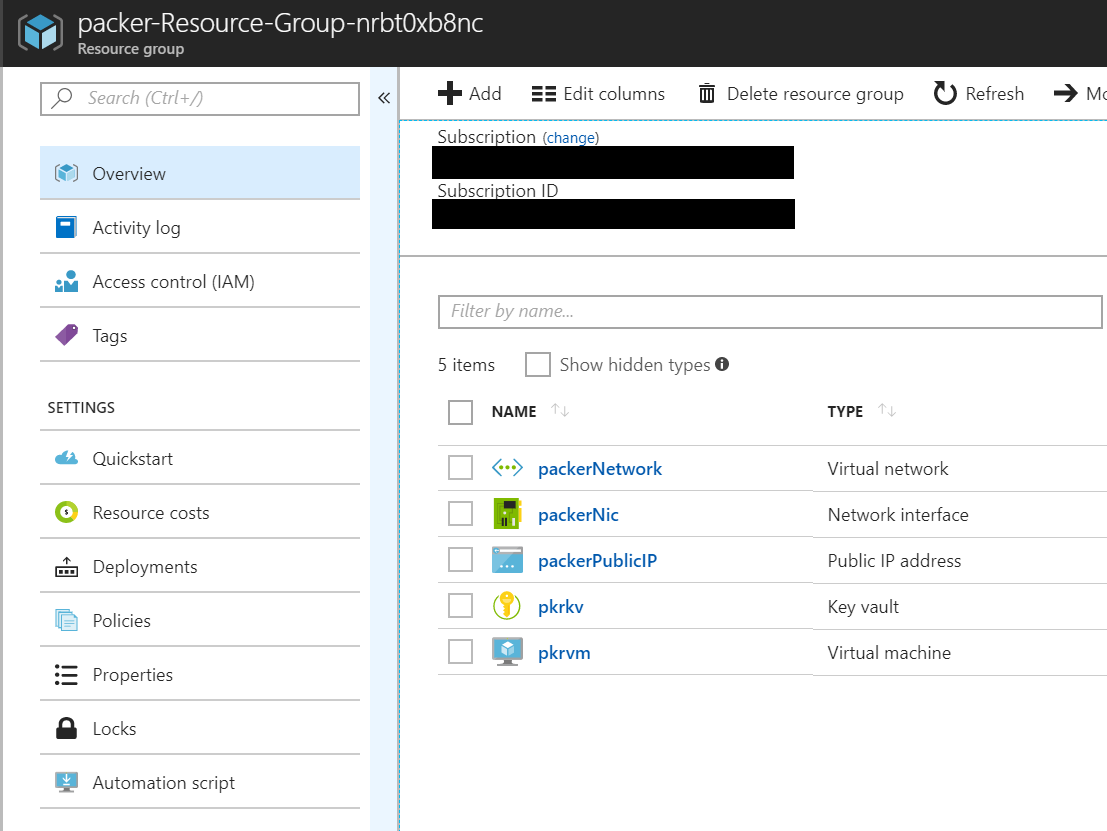 packer-Resource-Group-nrbt0xb8nc
Resource group
Search (Ctrl+/)
Overview
Activity log
Access control (IAM)
Tags
SETTINGS
Quickstart
Resource costs
Deployments
Policies
Properties
Locks
Automation script
Add Edit columns Delete resource group Refresh Mo
Subscription (change)
Subscription ID
Filter by name...
5 items Show hidden types
NAME TYPE
packerNetwork Virtual network
packerNic Network interface
packerPublicIP Public IP address
pkrkv Key vault
pkrvm Virtual machine